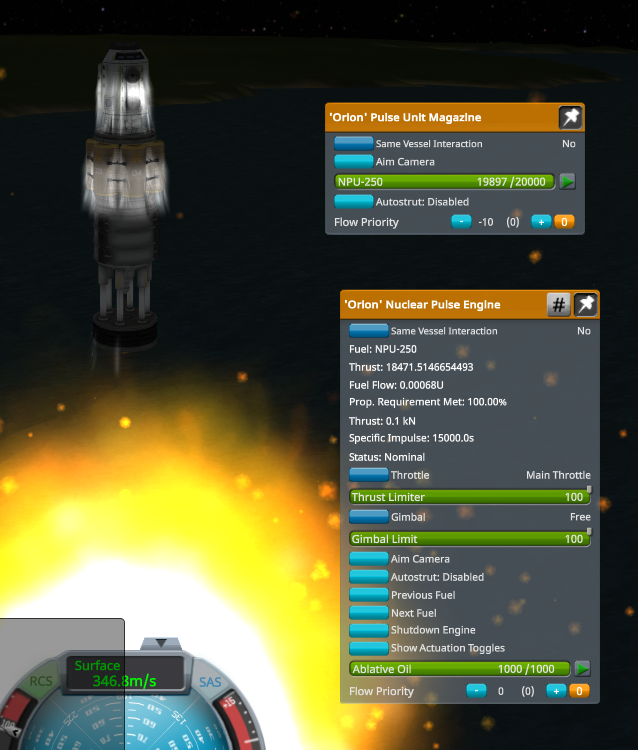 'Orion' Pulse Unit Magazine
Same Vessel Interaction No
Aim Camera
NPU-250 19897 /20000
Autostrut: Disabled
Flow Priority - -10 (0) + 0
'Orion' Nuclear Pulse Engine #
Same Vessel Interaction No
Fuel: NPU-250
Thrust: 18471.5146654493
Fuel Flow: 0.00068U
Prop. Requirement Met: 100.00%
Thrust: 0.1 kN
Specific Impulse: 15000.0s
Status: Nominal
Throttle Main Throttle
Thrust Limiter 100
Gimbal Free
Gimbal Limit 100
Aim Camera
Autostrut: Disabled
Previous Fuel
Next Fuel
Shutdown Engine
Show Actuation Toggles
Ablative Oil 1000 /1000
Flow Priority - 0 (0) + 0
Surface
RCS 346.8m/s SAS